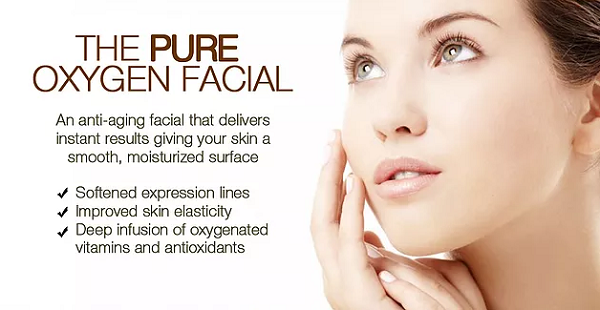 THE PURE
OXYGEN FACIAL
An anti-aging facial that delivers
instant results giving your skin a
smooth, moisturized surface
✓ Softened expression lines
✓ Improved skin elasticity
✓ Deep infusion of oxygenated
vitamins and antioxidants